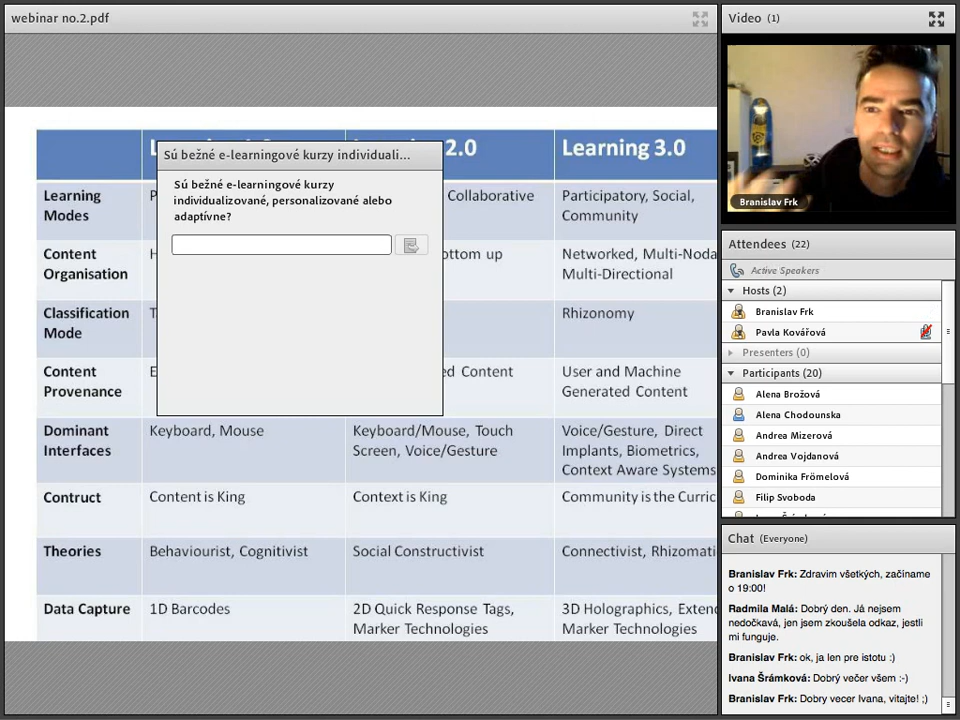 webinar no.2.pdf
2.0
Learning 3.0
Learning
Modes
Collaborative
Participatory, Social,
Community
Content
Organisation
ottom up
Networked, Multi-Noda
Multi-Directional
Classification
Mode
Rhizonomy
Content
Provenance
ed Content
User and Machine
Generated Content
Dominant
Interfaces
Keyboard, Mouse
Keyboard/Mouse, Touch
Screen, Voice/Gesture
Voice/Gesture, Direct
Implants, Biometrics,
Context Aware Systems
Contruct
Content is King
Context is King
Community is the Curric
Theories
Behaviourist, Cognitivist
Social Constructivist
Connectivist, Rhizomati
Data Capture
1D Barcodes
2D Quick Response Tags,
Marker Technologies
3D Holographics, Extend
Marker Technologies
Sú bežné e-learningové kurzy individuali...
Sú bežné e-learningové kurzy
individualizované, personalizované alebo
adaptívne?
Video (1)
Branislav Frk
Attendees (22)
Active Speakers
Hosts (2)
Branislav Frk
Pavla Kovářová
Presenters (0)
Participants (20)
Alena Brožová
Alena Chodounska
Andrea Mizerová
Andrea Vojdanová
Dominika Frömelová
Filip Svoboda
Chat (Everyone)
Branislav Frk: Zdravim všetkých, začíname
o 19:00!
Radmila Malá: Dobrý den. Já nejsem
nedočkavá, jen jsem zkoušela odkaz, jestli
mi funguje.
Branislav Frk: ok, ja len pre istotu :)
Ivana Šrámková: Dobrý večer všem :-)
Branislav Frk: Dobry vecer Ivana, vitajte! ;)